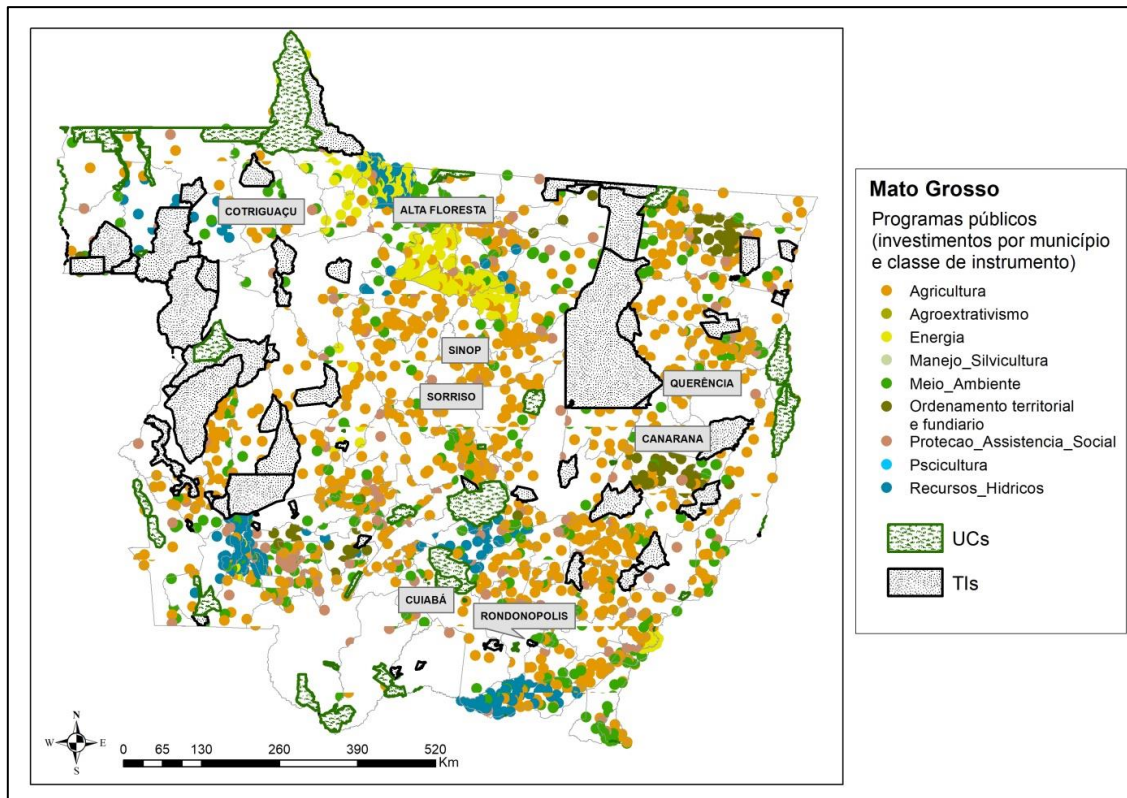 COTRIGUAÇU
ALTA FLORESTA
SINOP
SORRISO
QUERÊNCIA
CANARANA
CUIABÁ
RONDONOPOLIS
N
W
E
S
0 65 130 260 390 520
Km
Mato Grosso
Programas públicos
(investimentos por município
e classe de instrumento)
Agricultura
Agroextrativismo
Energia
Manejo_Silvicultura
Meio_Ambiente
Ordenamento territorial
e fundiario
Protecao_Assistencia_Social
Pscicultura
Recursos_Hidricos
UCs
TIs